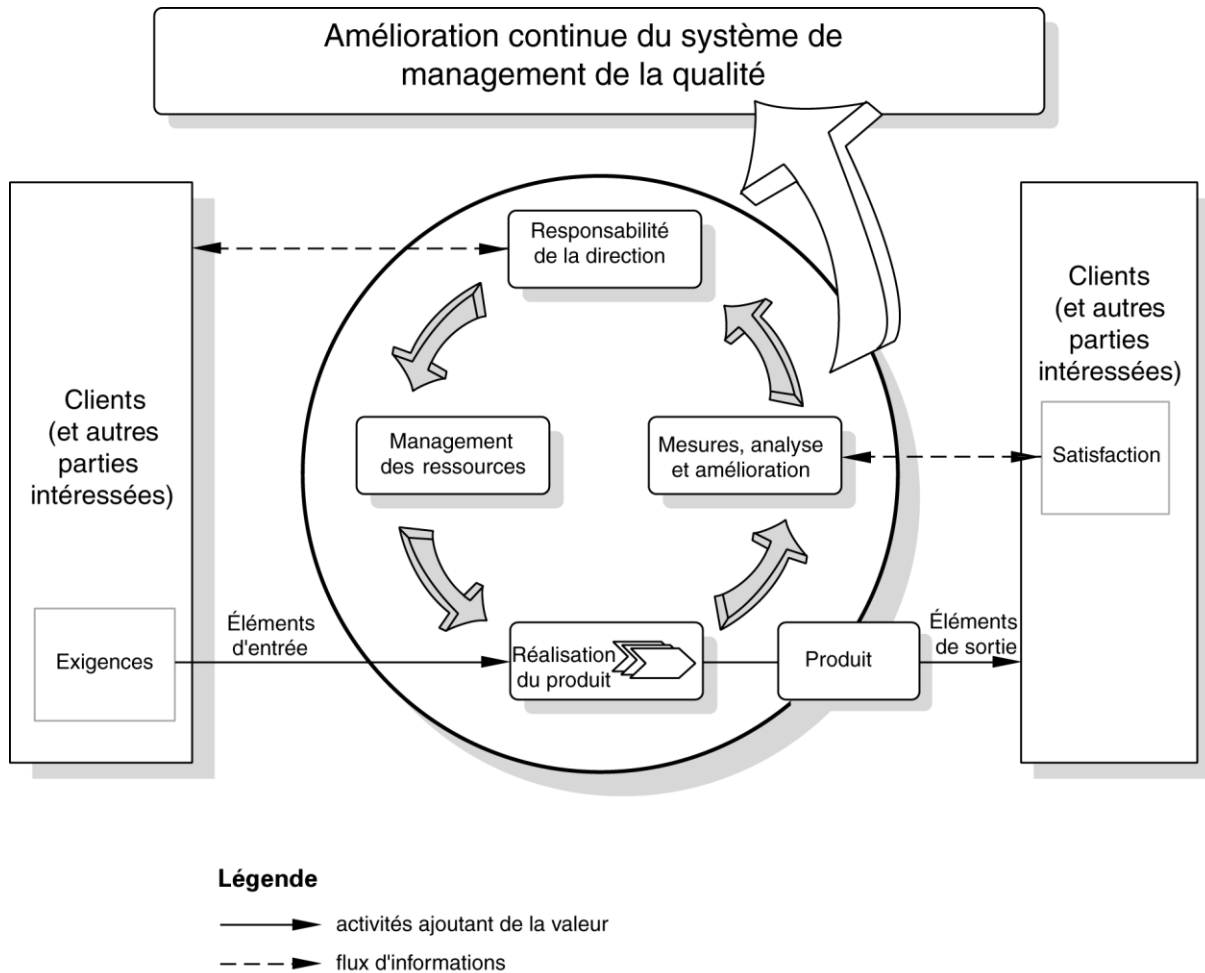 Amélioration continue du système de
management de la qualité
Responsabilité
de la direction
Clients
(et autres
parties
intéressées)
Clients
(et autres
parties
intéressées)
Management
des ressources
Mesures, analyse
et amélioration
Satisfaction
Exigences
Éléments
d'entrée
Réalisation
du produit
Produit
Éléments
de sortie
Légende
activités ajoutant de la valeur
flux d'informations